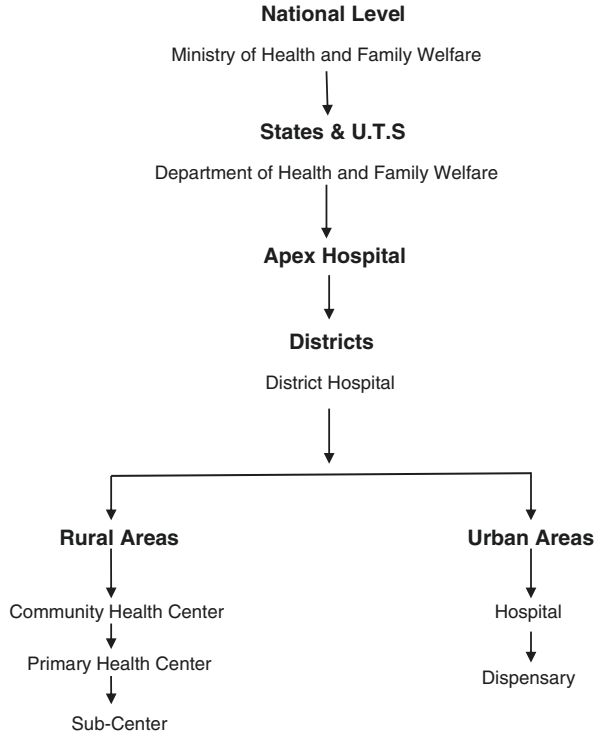 National Level
Ministry of Health and Family Welfare
States & U.T.S
Department of Health and Family Welfare
Apex Hospital
Districts
District Hospital
Rural Areas
Urban Areas
Community Health Center
Hospital
Primary Health Center
Dispensary
Sub-Center